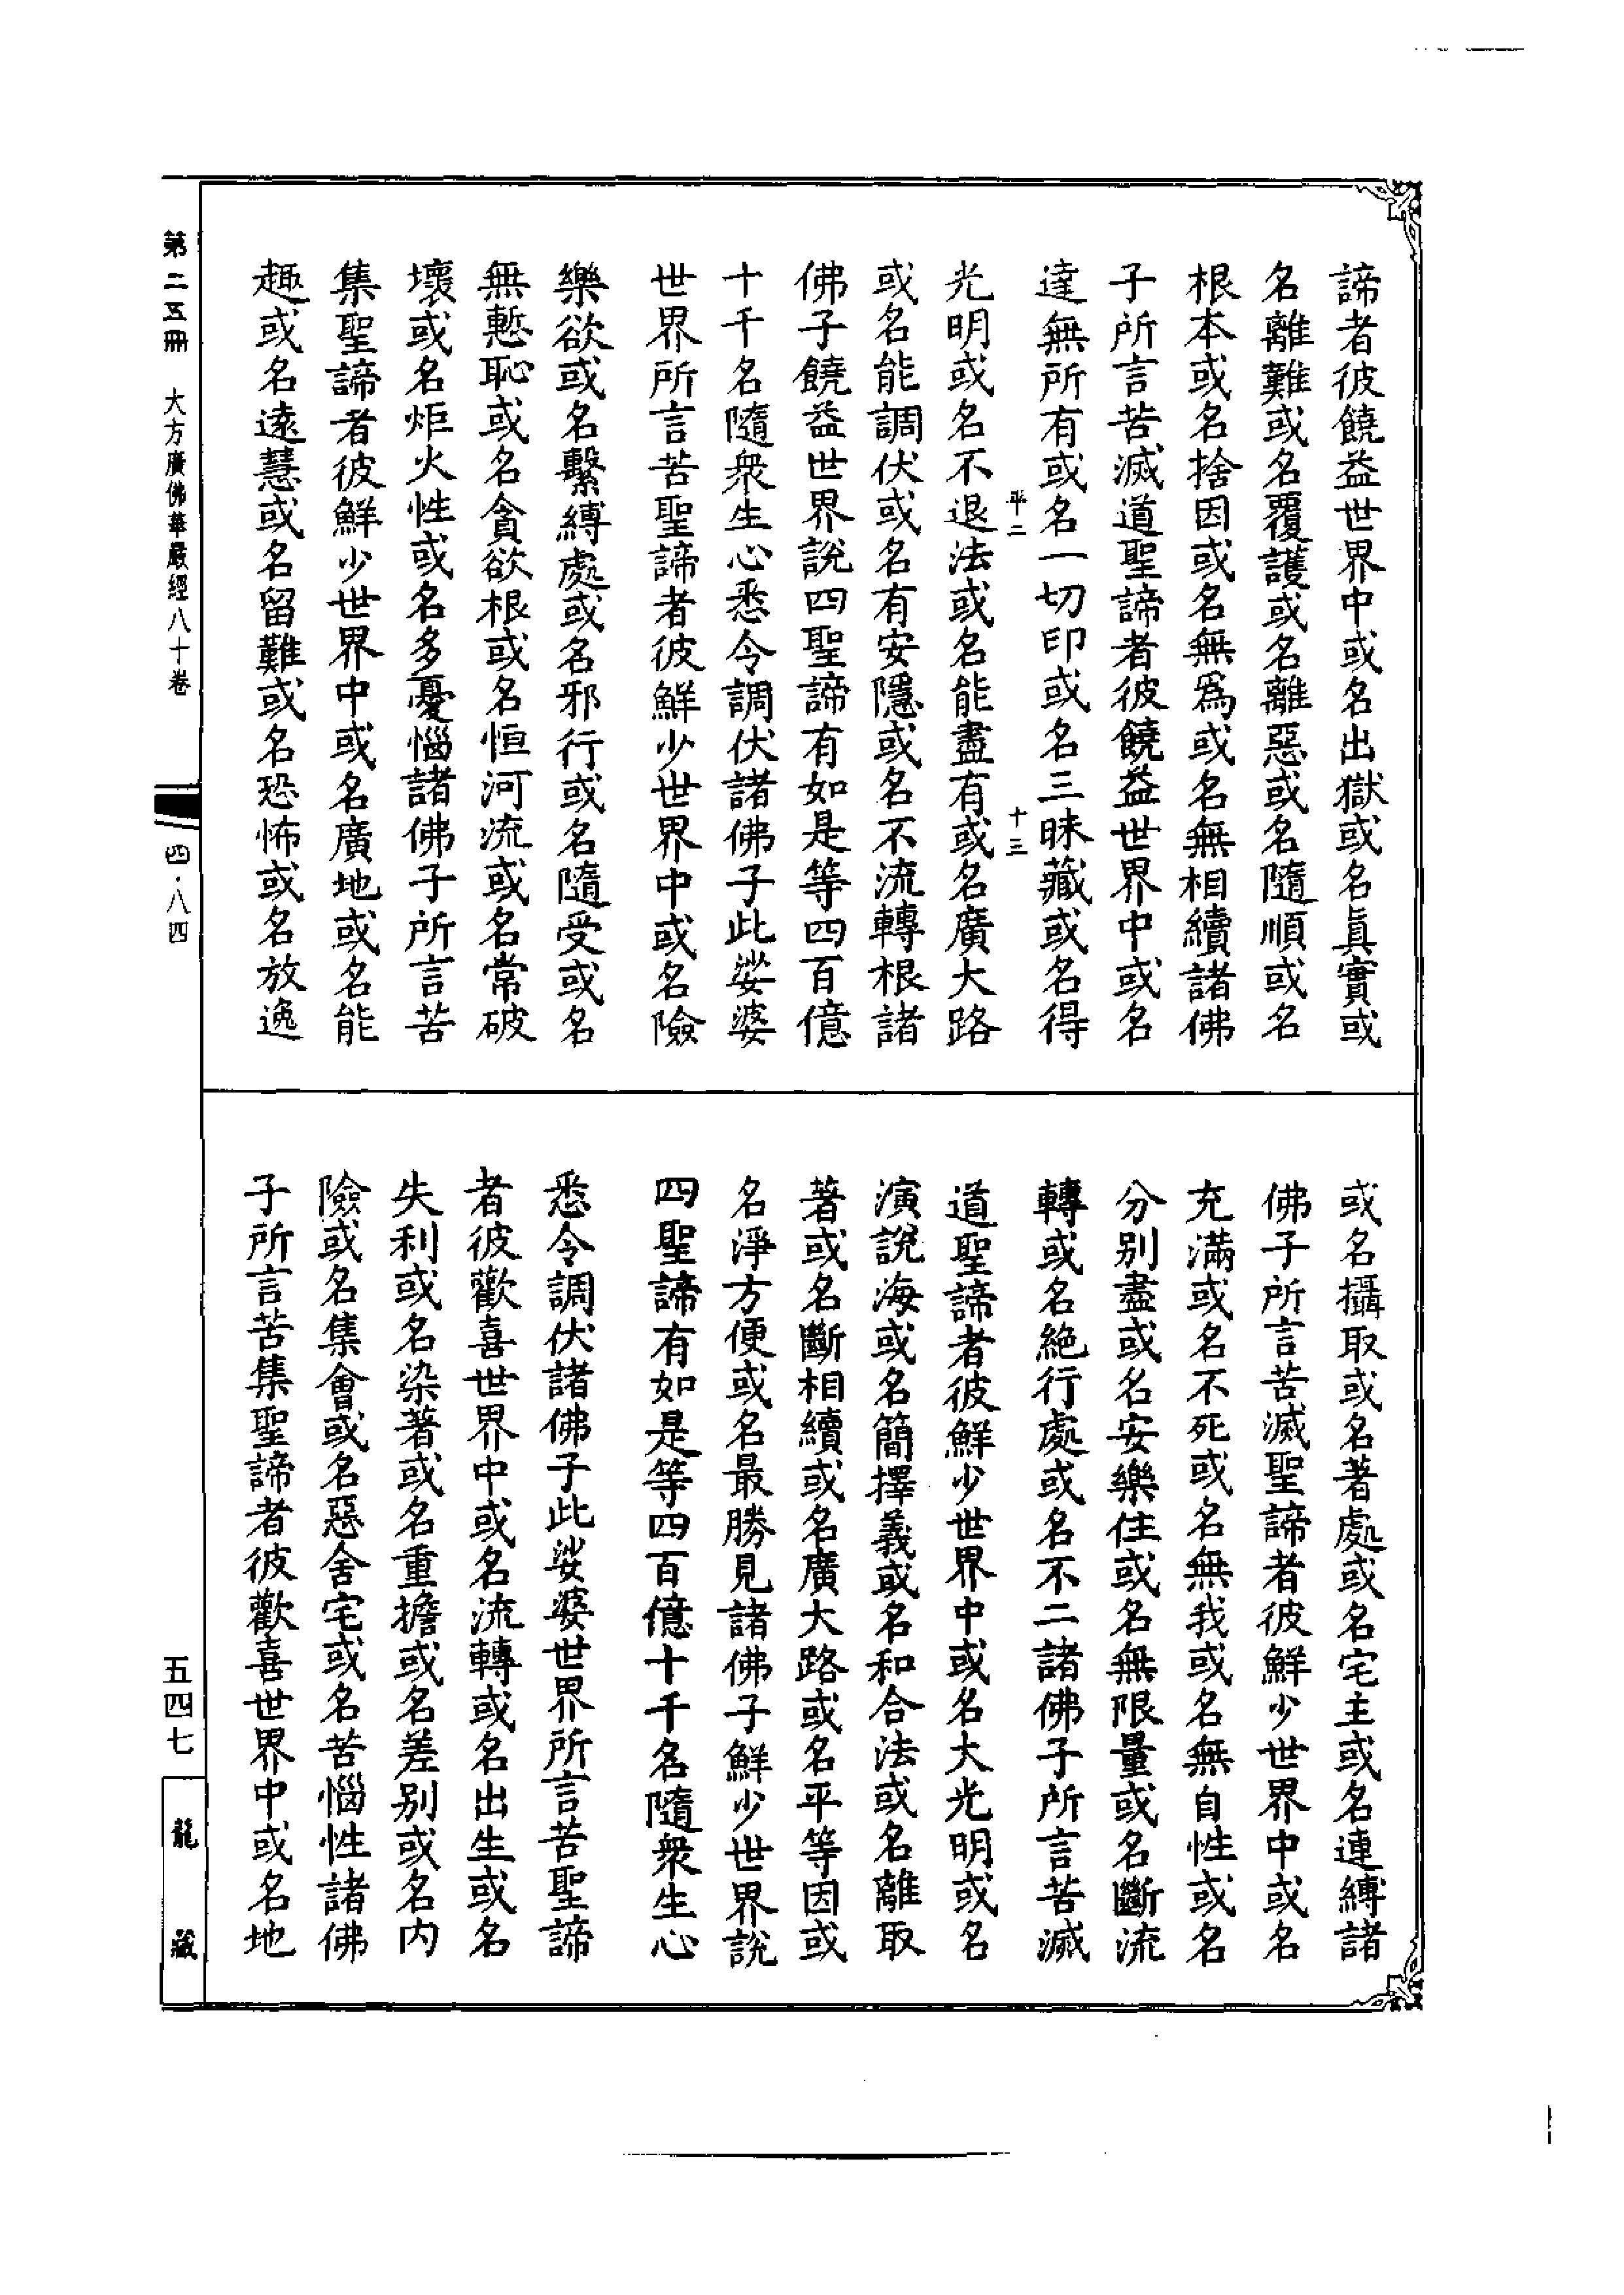 諦者彼饒益世界中或名出獄或名眞實或
名離難或名覆護或名離惡或名隨順或名
根本或名捨因或名無爲或名無相續諸佛
子所言苦滅道聖諦者彼饒益世界中或名
達無所有或名一切印或名三昧藏或名得
平二 十三
光明或名不退法或名能盡有或名廣大路
或名能調伏或名有安隱或名不流轉根諸
佛子饒益世界說四聖諦有如是等四百億
十千名隨衆生心悉令調伏諸佛子此娑婆
世界所言苦聖諦者彼鮮少世界中或名險
樂欲或名繫縛處或名邪行或名隨受或名
無慙恥或名貪欲根或名恒河流或名常破
壞或名炬火性或名多憂惱諸佛子所言苦
集聖諦者彼鮮少世界中或名廣地或名能
趣或名遠慧或名留難或名恐怖或名放逸
或名攝取或名著處或名宅主或名連縛諸
佛子所言苦滅聖諦者彼鮮少世界中或名
充滿或名不死或名無我或名無自性或名
分別盡或名安樂住或名無限量或名斷流
轉或名絶行處或名不二諸佛子所言苦滅
道聖諦者彼鮮少世界中或名大光明或名
演說海或名簡擇義或名和合法或名離取
著或名斷相續或名廣大路或名平等因或
名淨方便或名最勝見諸佛子鮮少世界說
四聖諦有如是等四百億十千名隨衆生心
悉令調伏諸佛子此娑婆世界所言苦聖諦
者彼歡喜世界中或名流轉或名出生或名
失利或名染著或名重擔或名差别或名内
險或名集會或名惡舍宅或名苦惱性諸佛
子所言苦集聖諦者彼歡喜世界中或名地
第二五冊 大方廣佛華嚴經八十卷 四·八四
五四七
龍藏